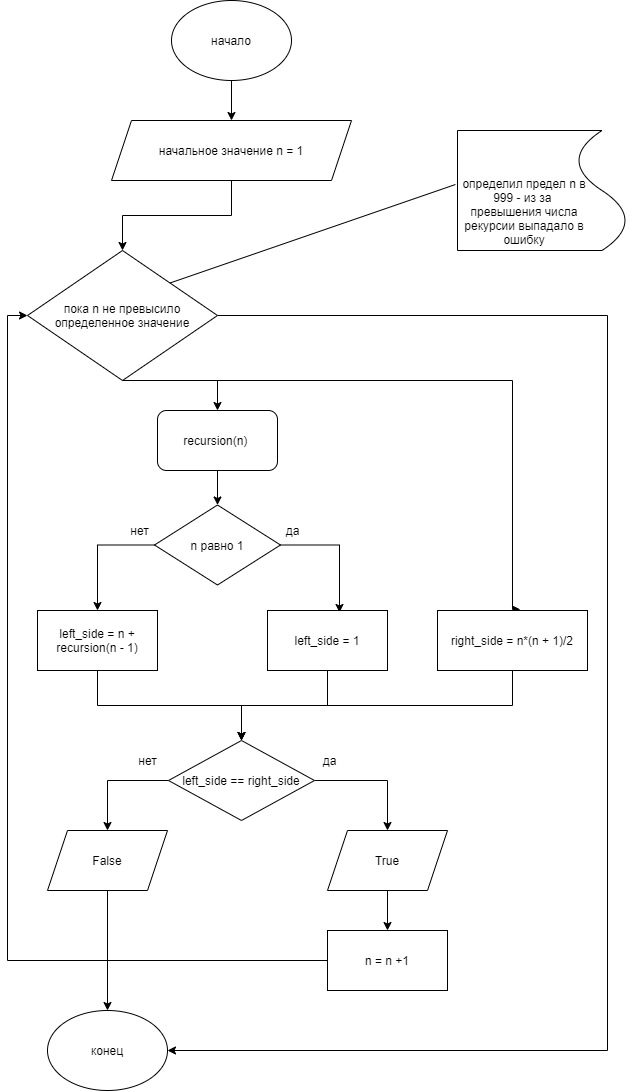 начало
начальное значение n = 1
определил предел n в
999 - из за
превышения числа
рекурсии выпадало в
ошибку
пока n не превысило
определенное значение
recursion(n)
нет
да
n равно 1
left_side = n +
recursion(n - 1)
left_side = 1
right_side = n*(n + 1)/2
нет
да
left_side == right_side
False
True
n = n +1
конец